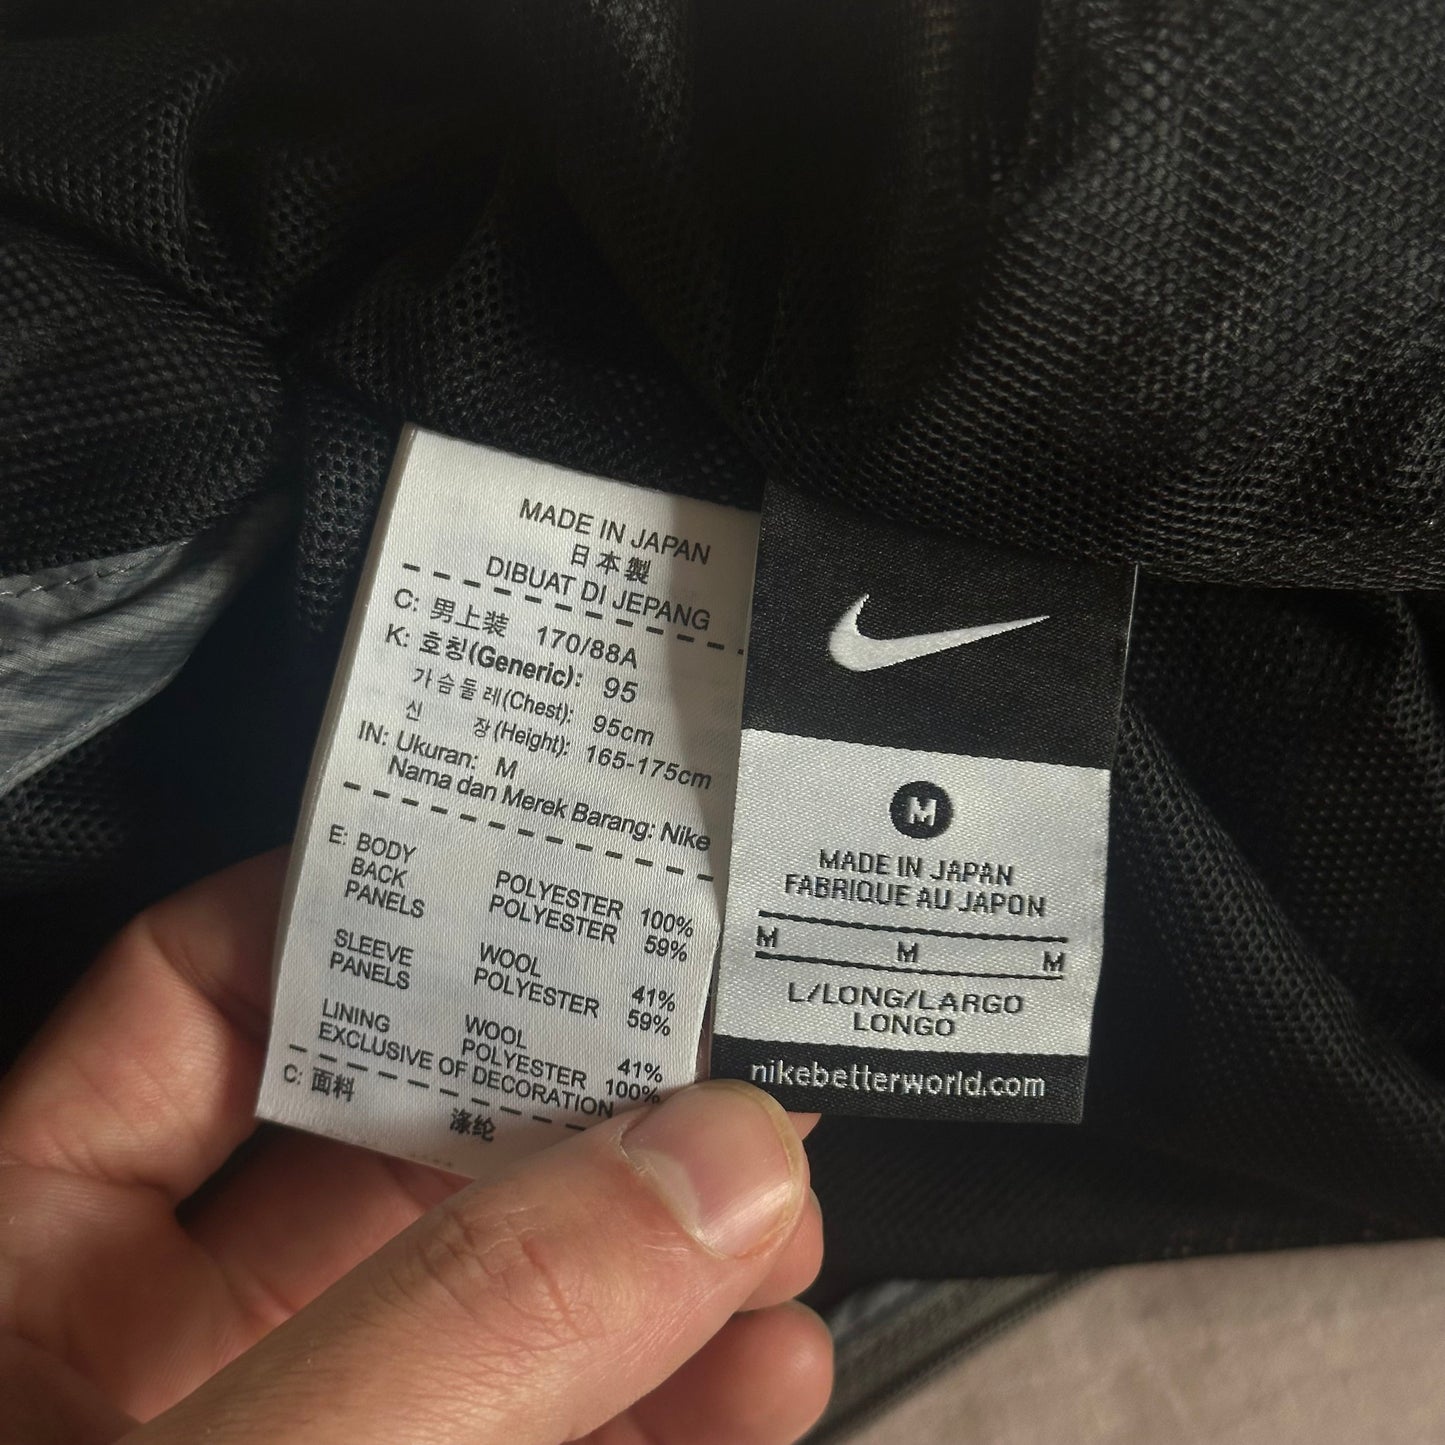 MADE IN JAPAN
日本製
DIBUAT DI JEPANG
C: 男上装 170/88A
K: 호칭(Generic): 95
가슴둘레(Chest): 95cm
신 장(Height): 165-175cm
IN: Ukuran: M
Nama dan Merek Barang: Nike
E: BODY POLYESTER 100%
BACK POLYESTER 59%
PANELS WOOL 41%
SLEEVE POLYESTER 59%
PANELS WOOL 41%
LINING POLYESTER 100%
EXCLUSIVE OF DECORATION
C: 面料 涤纶
M
MADE IN JAPAN
FABRIQUE AU JAPON
M M M
L/LONG/LARGO
LONGO
nikebetterworld.com